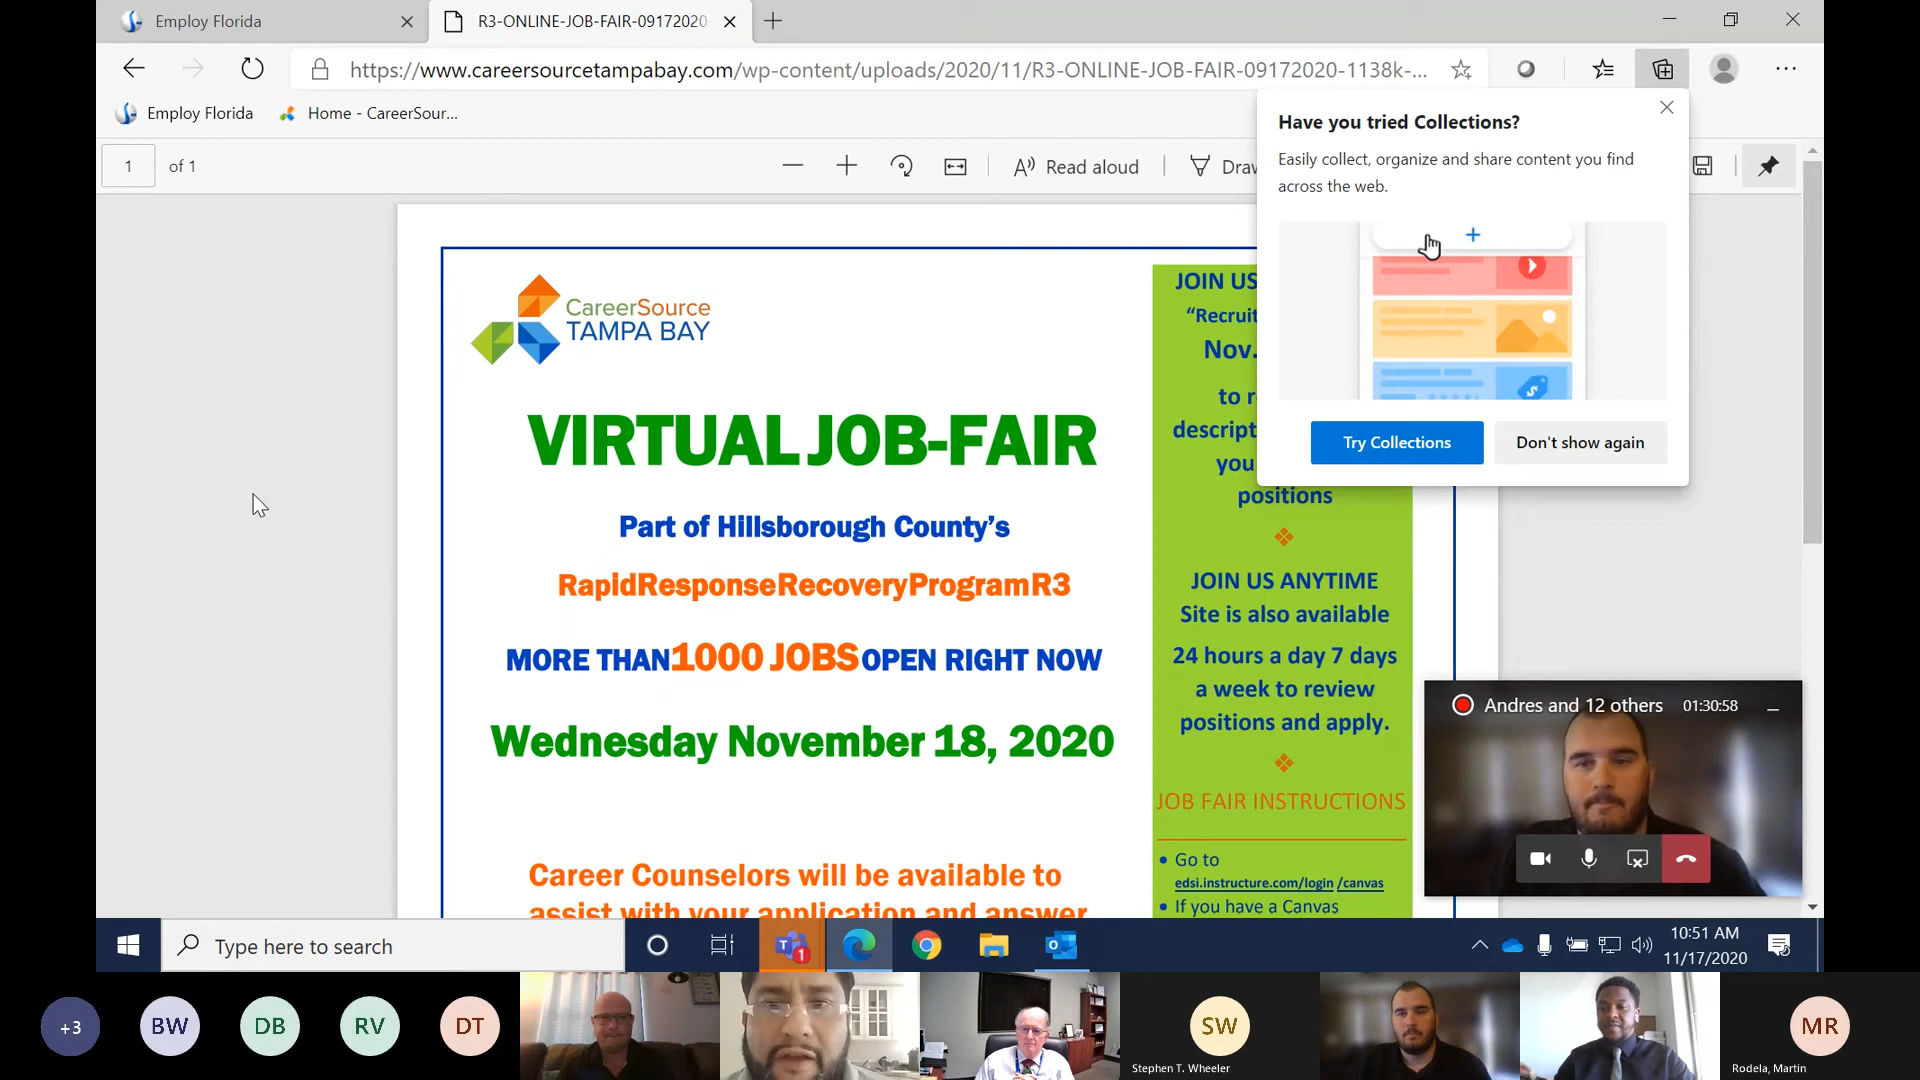 Employ Florida
R3-ONLINE-JOB-FAIR-09172020
https://www.careersourcetampabay.com/wp-content/uploads/2020/11/R3-ONLINE-JOB-FAIR-09172020-1138k-...
Employ Florida
Home - CareerSour...
1 of 1
Read aloud
Draw
Have you tried Collections?
Easily collect, organize and share content you find
across the web.
Try Collections
Don't show again
CareerSource
TAMPA BAY
VIRTUAL JOB-FAIR
Part of Hillsborough County's
RapidResponseRecoveryProgramR3
MORE THAN 1000 JOBS OPEN RIGHT NOW
Wednesday November 18, 2020
Career Counselors will be available to
assist with your application and answer
JOIN US
"Recruit
Nov.
to r
descript
you
positions
JOIN US ANYTIME
Site is also available
24 hours a day 7 days
a week to review
positions and apply.
JOB FAIR INSTRUCTIONS
• Go to
edsi.instructure.com/login /canvas
• If you have a Canvas
Andres and 12 others
01:30:58
Type here to search
1
10:51 AM
11/17/2020
+3
BW
DB
RV
DT
SW
Stephen T. Wheeler
MR
Rodela, Martin